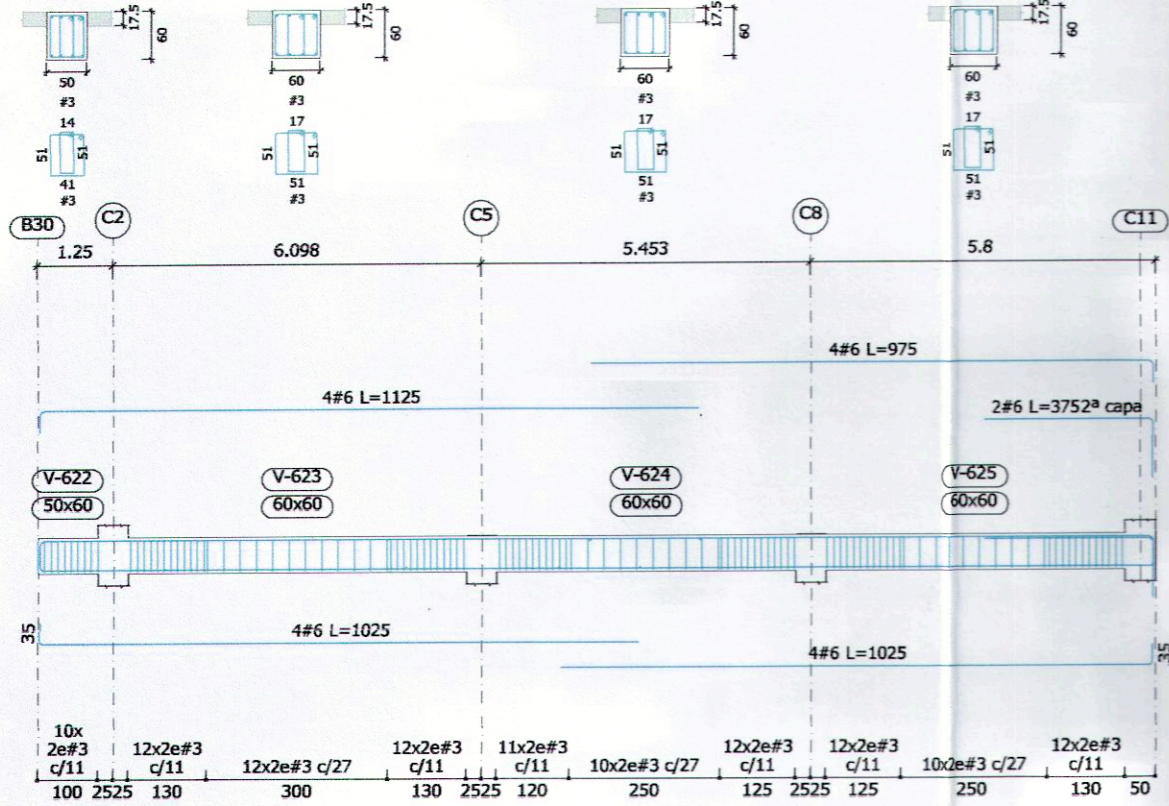 17.5
60
50
#3
14
51
51
41
#3
17.5
60
60
#3
17
51
51
51
#3
17.5
60
60
#3
17
51
51
51
#3
17.5
60
60
#3
17
51
51
51
#3
B30
C2
C5
C8
C11
1.25
6.098
5.453
5.8
4#6 L=975
4#6 L=1125
2#6 L=3752ª capa
V-622
50x60
V-623
60x60
V-624
60x60
V-625
60x60
35
4#6 L=1025
4#6 L=1025
35
10x
2e#3
c/11
12x2e#3
c/11
12x2e#3 c/27
12x2e#3
c/11
11x2e#3
c/11
10x2e#3 c/27
12x2e#3
c/11
12x2e#3
c/11
10x2e#3 c/27
12x2e#3
c/11
100 2525 130 300 130 2525 120 250 125 2525 125 250 130 50